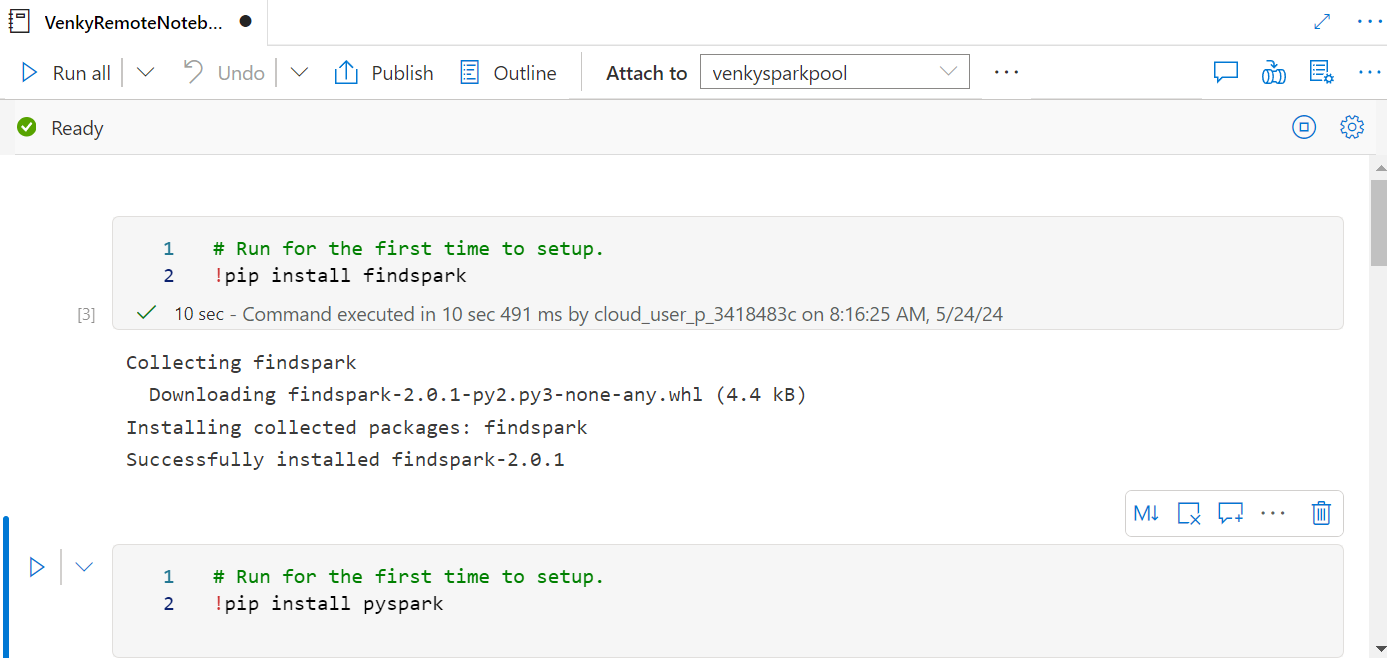 VenkyRemoteNoteb...
Run all Undo Publish Outline Attach to venkysparkpool
Ready
1 # Run for the first time to setup.
2 !pip install findspark
[3] 10 sec - Command executed in 10 sec 491 ms by cloud_user_p_3418483c on 8:16:25 AM, 5/24/24
Collecting findspark
Downloading findspark-2.0.1-py2.py3-none-any.whl (4.4 kB)
Installing collected packages: findspark
Successfully installed findspark-2.0.1
M↓
1 # Run for the first time to setup.
2 !pip install pyspark